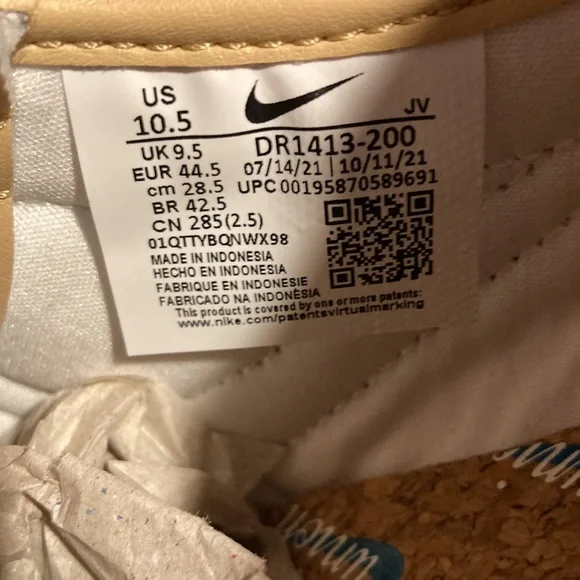 US
10.5
JV
UK 9.5
DR1413-200
EUR 44.5
07/14/21 | 10/11/21
cm 28.5
UPC 00195870589691
BR 42.5
CN 285(2.5)
01QTTYBQNWX98
MADE IN INDONESIA
HECHO EN INDONESIA
FABRIQUE EN INDONESIE
FABRICADO NA INDONÉSIA
This product is covered by one or more patents:
www.nike.com/patentsvirtualmarking